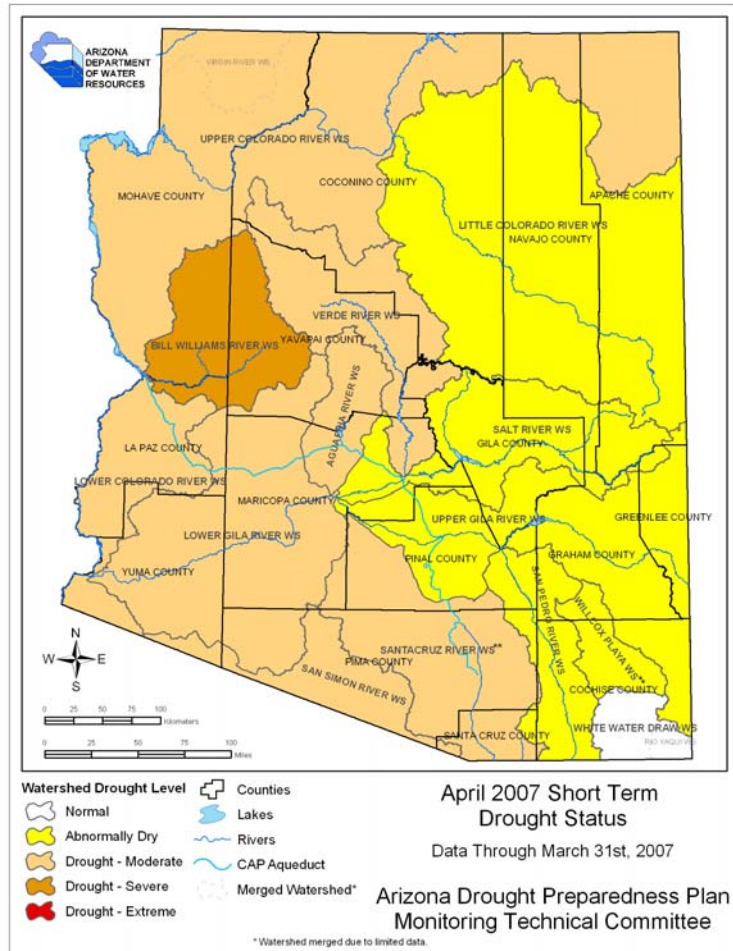 ARIZONA
DEPARTMENT
OF WATER
RESOURCES
VIRGIN RIVER WS
UPPER COLORADO RIVER WS
COCONINO COUNTY
MOHAVE COUNTY
APACHE COUNTY
LITTLE COLORADO RIVER WS
NAVAJO COUNTY
VERDE RIVER WS
YAVAPAI COUNTY
BILL WILLIAMS RIVER WS
AGUA FRIA RIVER WS
SALT RIVER WS
GILA COUNTY
LA PAZ COUNTY
LOWER COLORADO RIVER WS
MARICOPA COUNTY
UPPER GILA RIVER WS
GREENLEE COUNTY
LOWER GILA RIVER WS
PINAL COUNTY
GRAHAM COUNTY
YUMA COUNTY
SAN PEDRO RIVER WS
WILLCOX PLAYA WS**
SANTACRUZ RIVER WS**
PIMA COUNTY
SAN SIMON RIVER WS
COCHISE COUNTY
SANTA CRUZ COUNTY
WHITE WATER DRAW WS
RIO YAQUI WS
N
W E
S
0 25 50 75 100
Kilometers
0 25 50 75 100
Miles
Watershed Drought Level
Normal
Abnormally Dry
Drought - Moderate
Drought - Severe
Drought - Extreme
Counties
Lakes
Rivers
CAP Aqueduct
Merged Watershed*
April 2007 Short Term
Drought Status
Data Through March 31st, 2007
Arizona Drought Preparedness Plan
Monitoring Technical Committee
* Watershed merged due to limited data.